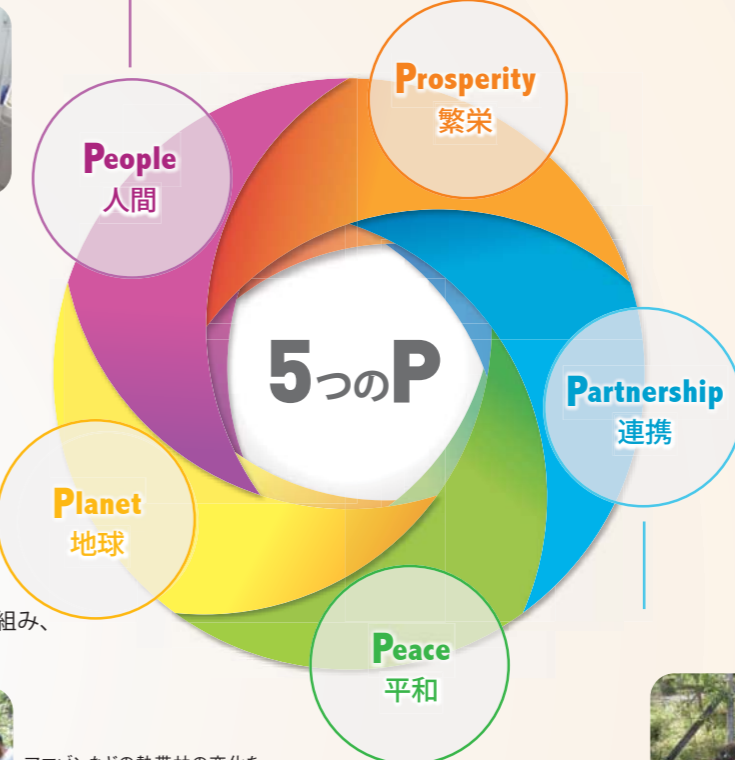 Prosperity
繁栄
People
人間
5つのP
Partnership
連携
Planet
地球
組み、
Peace
平和